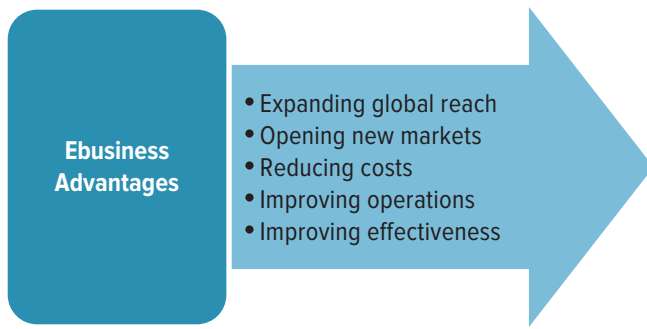 Ebusiness
Advantages
• Expanding global reach
• Opening new markets
• Reducing costs
• Improving operations
• Improving effectiveness